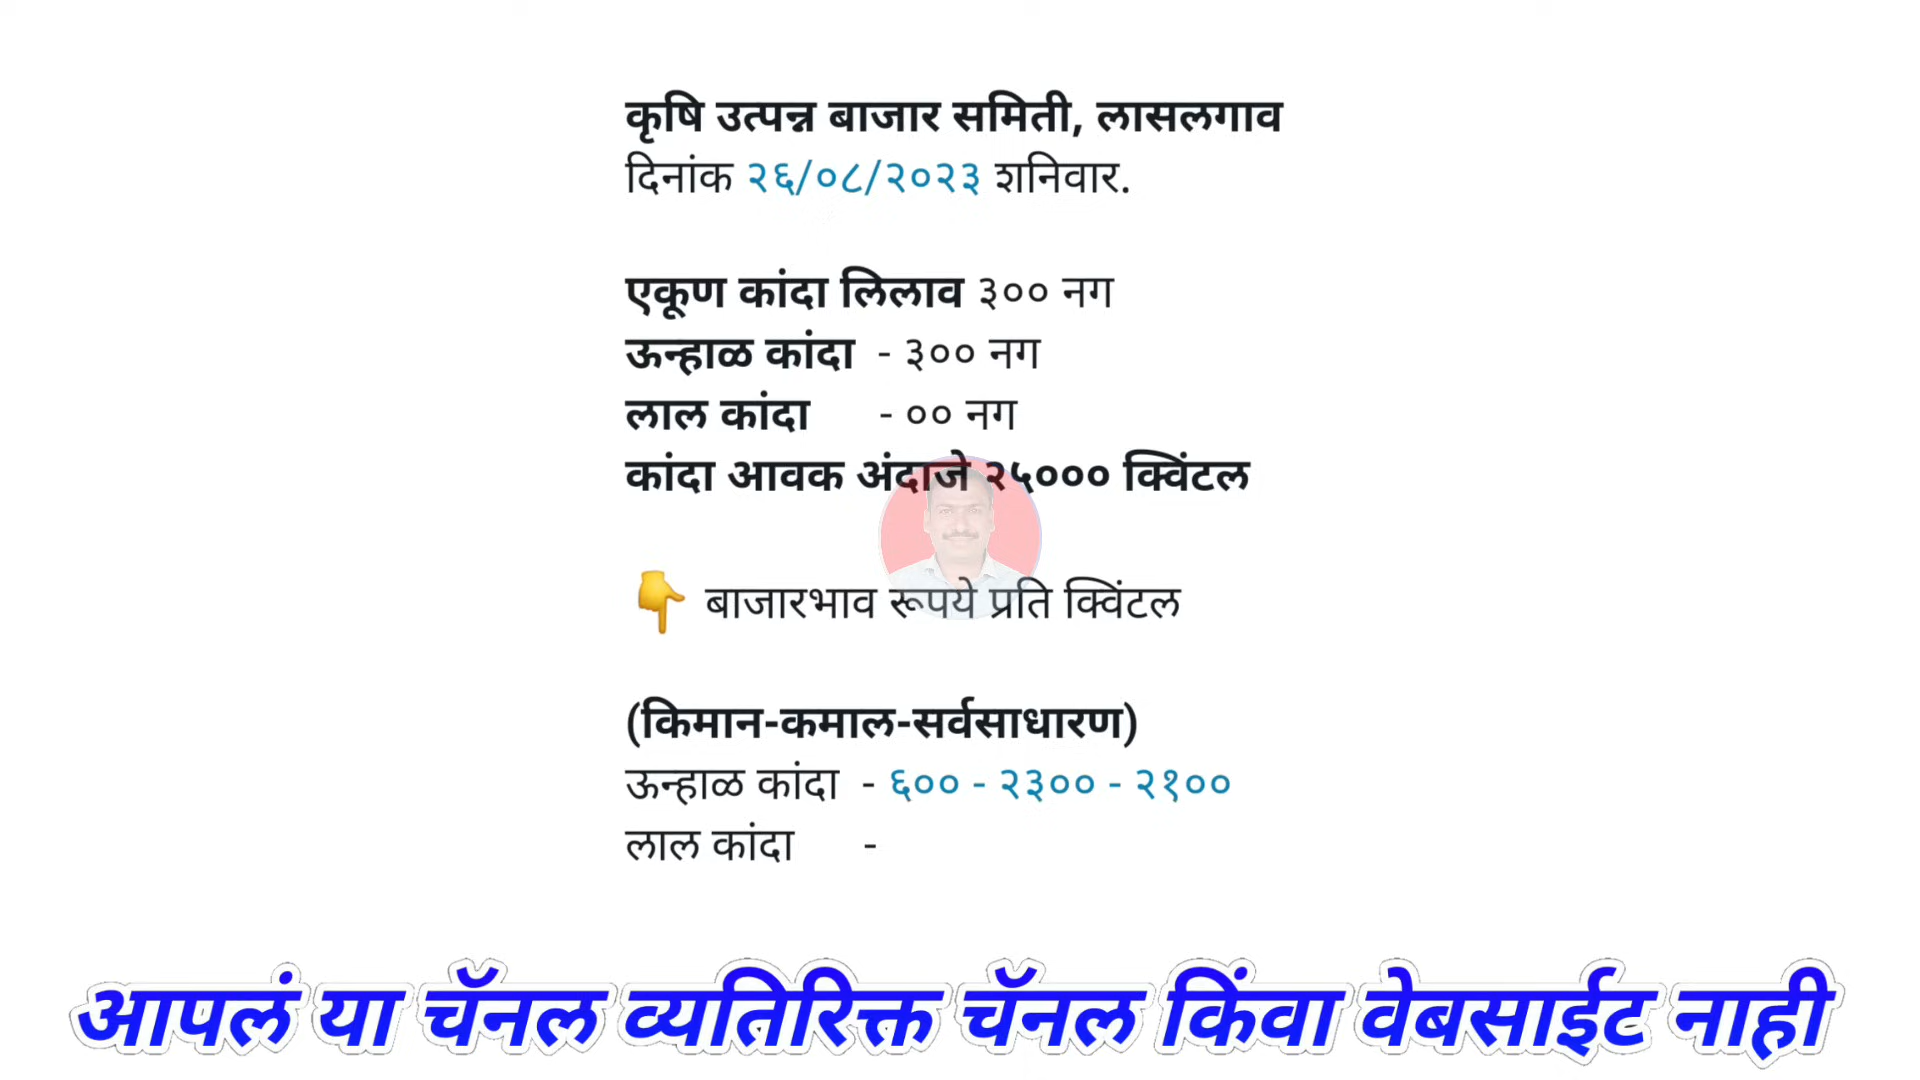 कृषि उत्पन्न बाजार समिती, लासलगाव
दिनांक २६/०८/२०२३ शनिवार.
एकूण कांदा लिलाव ३०० नग
ऊन्हाळ कांदा - ३०० नग
लाल कांदा - ०० नग
कांदा आवक अंदाजे २५००० क्विंटल
👇 बाजारभाव रूपये प्रति क्विंटल
(किमान-कमाल-सर्वसाधारण)
ऊन्हाळ कांदा - ६०० - २३०० - २१००
लाल कांदा -
आपलं या चॅनल व्यतिरिक्त चॅनल किंवा वेबसाईट नाही